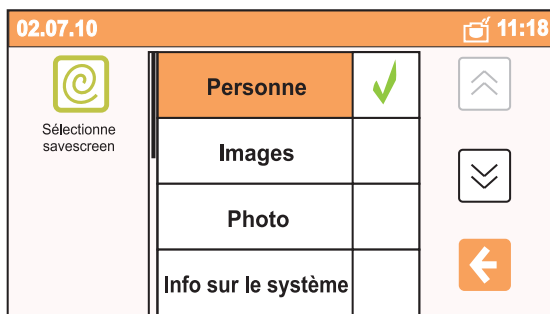 02.07.10
11:18
Sélectionne
savescreen
Personne
Images
Photo
Info sur le système